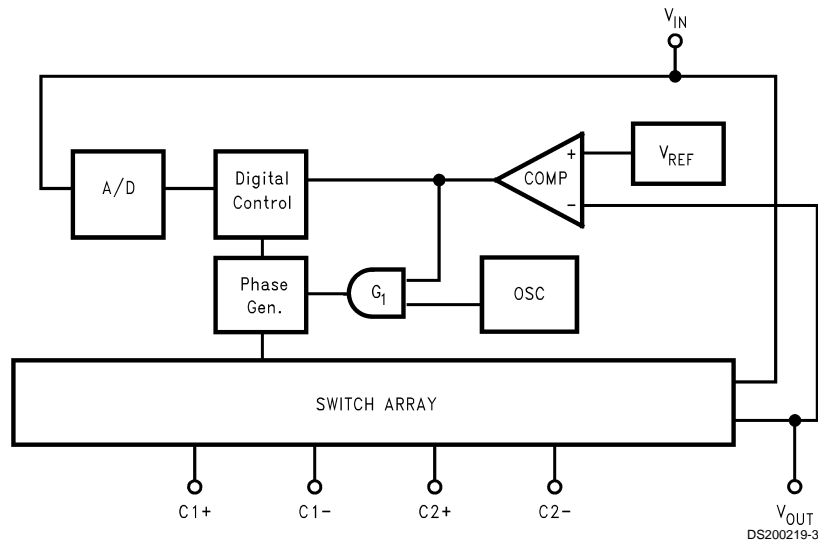 VIN
A/D
Digital
Control
+
COMP
−
VREF
Phase
Gen.
G1
OSC
SWITCH ARRAY
C1+
C1-
C2+
C2-
VOUT
DS200219-3